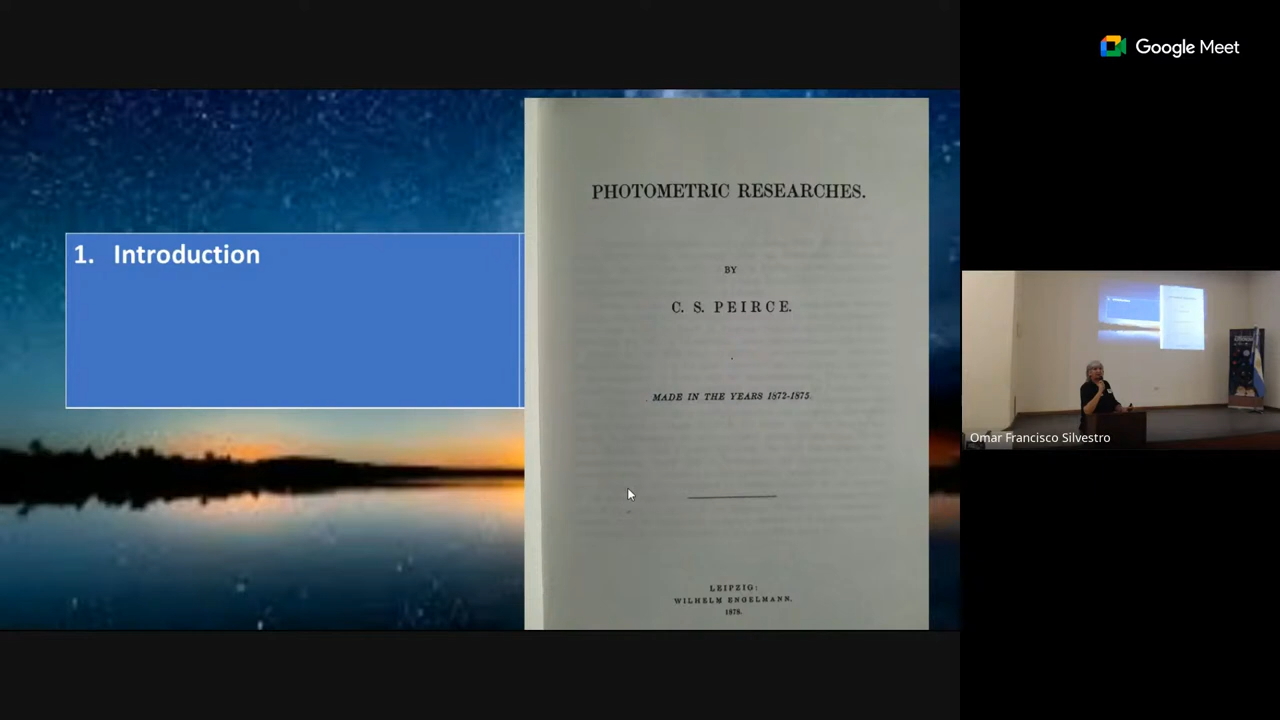 Google Meet
1. Introduction
PHOTOMETRIC RESEARCHES.
BY
C. S. PEIRCE.
MADE IN THE YEARS 1872-1875.
LEIPZIG:
WILHELM ENGELMANN.
1878.
Omar Francisco Silvestro